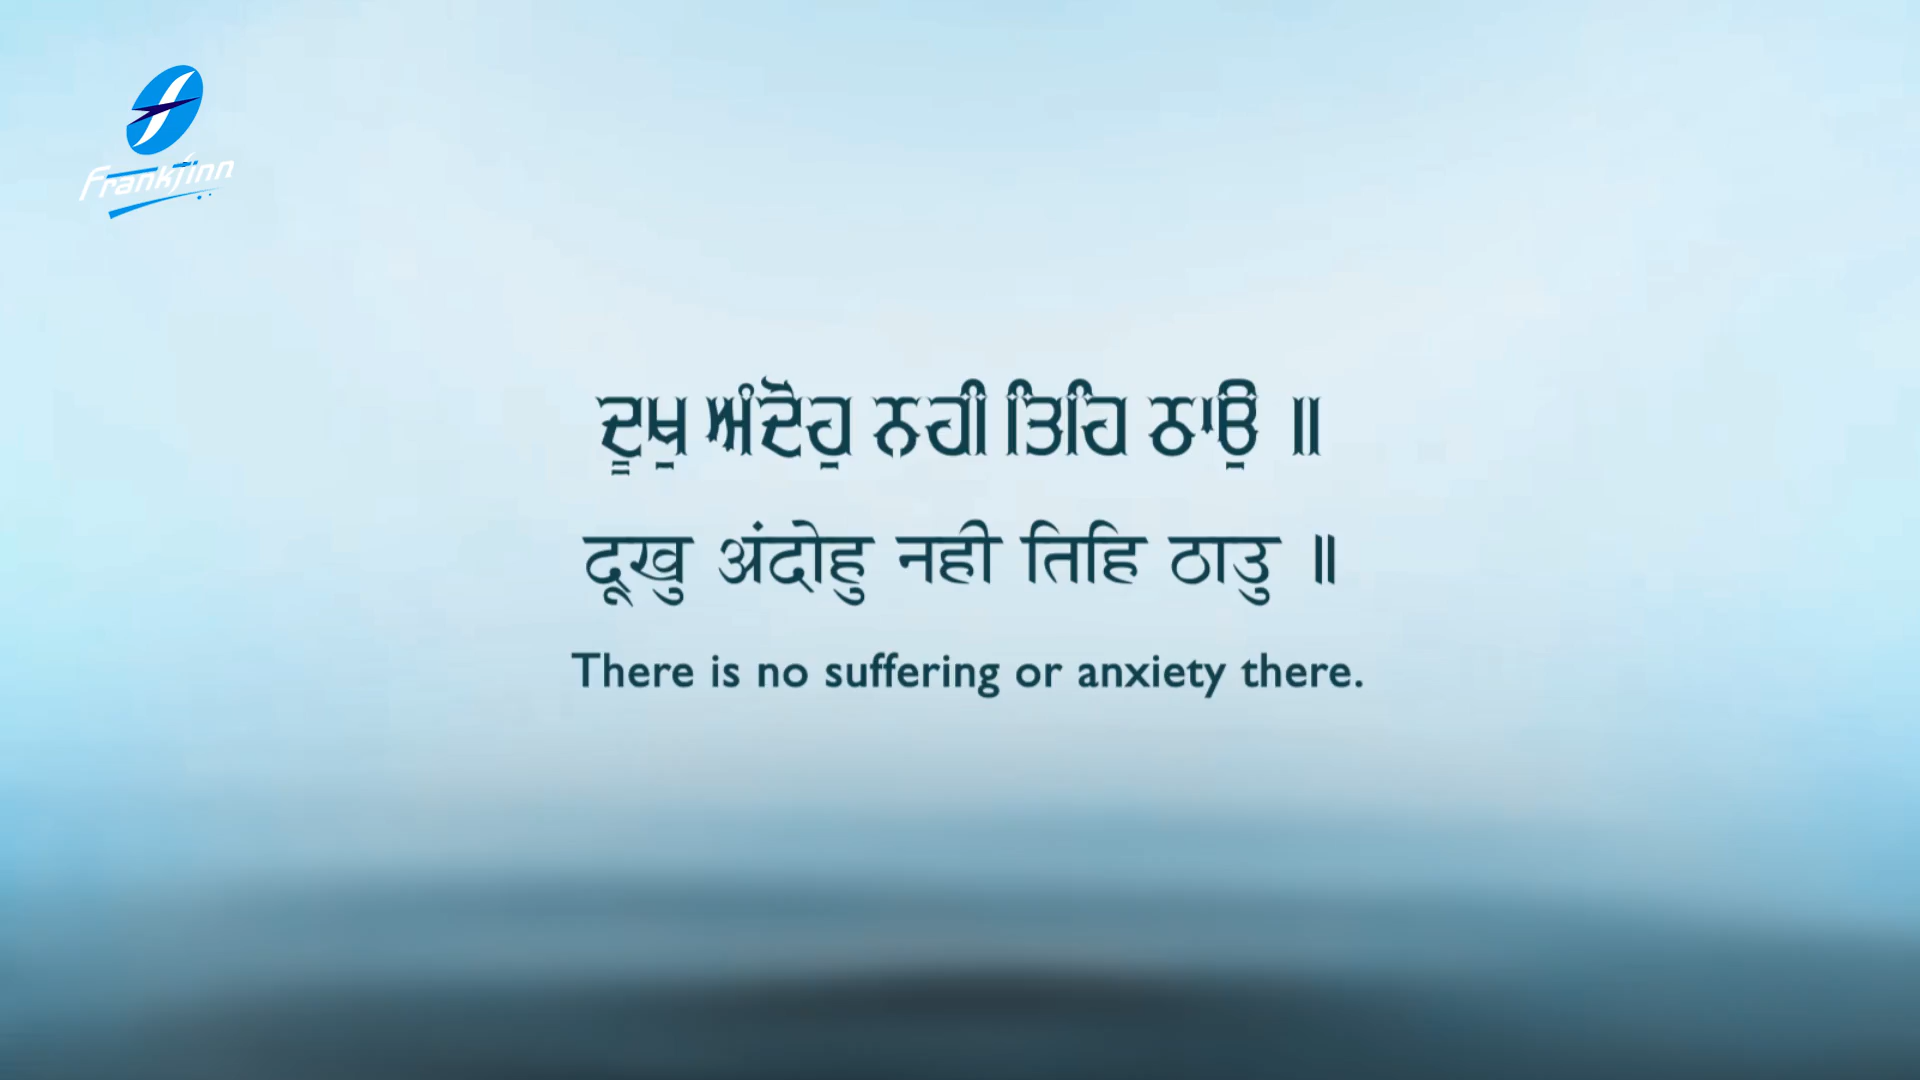 Frankfinn
ਦੂਖੁ ਅੰਦੋਹੁ ਨਹੀ ਤਿਹਿ ਠਾਉ ॥
दूखु अंदोहु नही तिहि ठाउ ॥
There is no suffering or anxiety there.